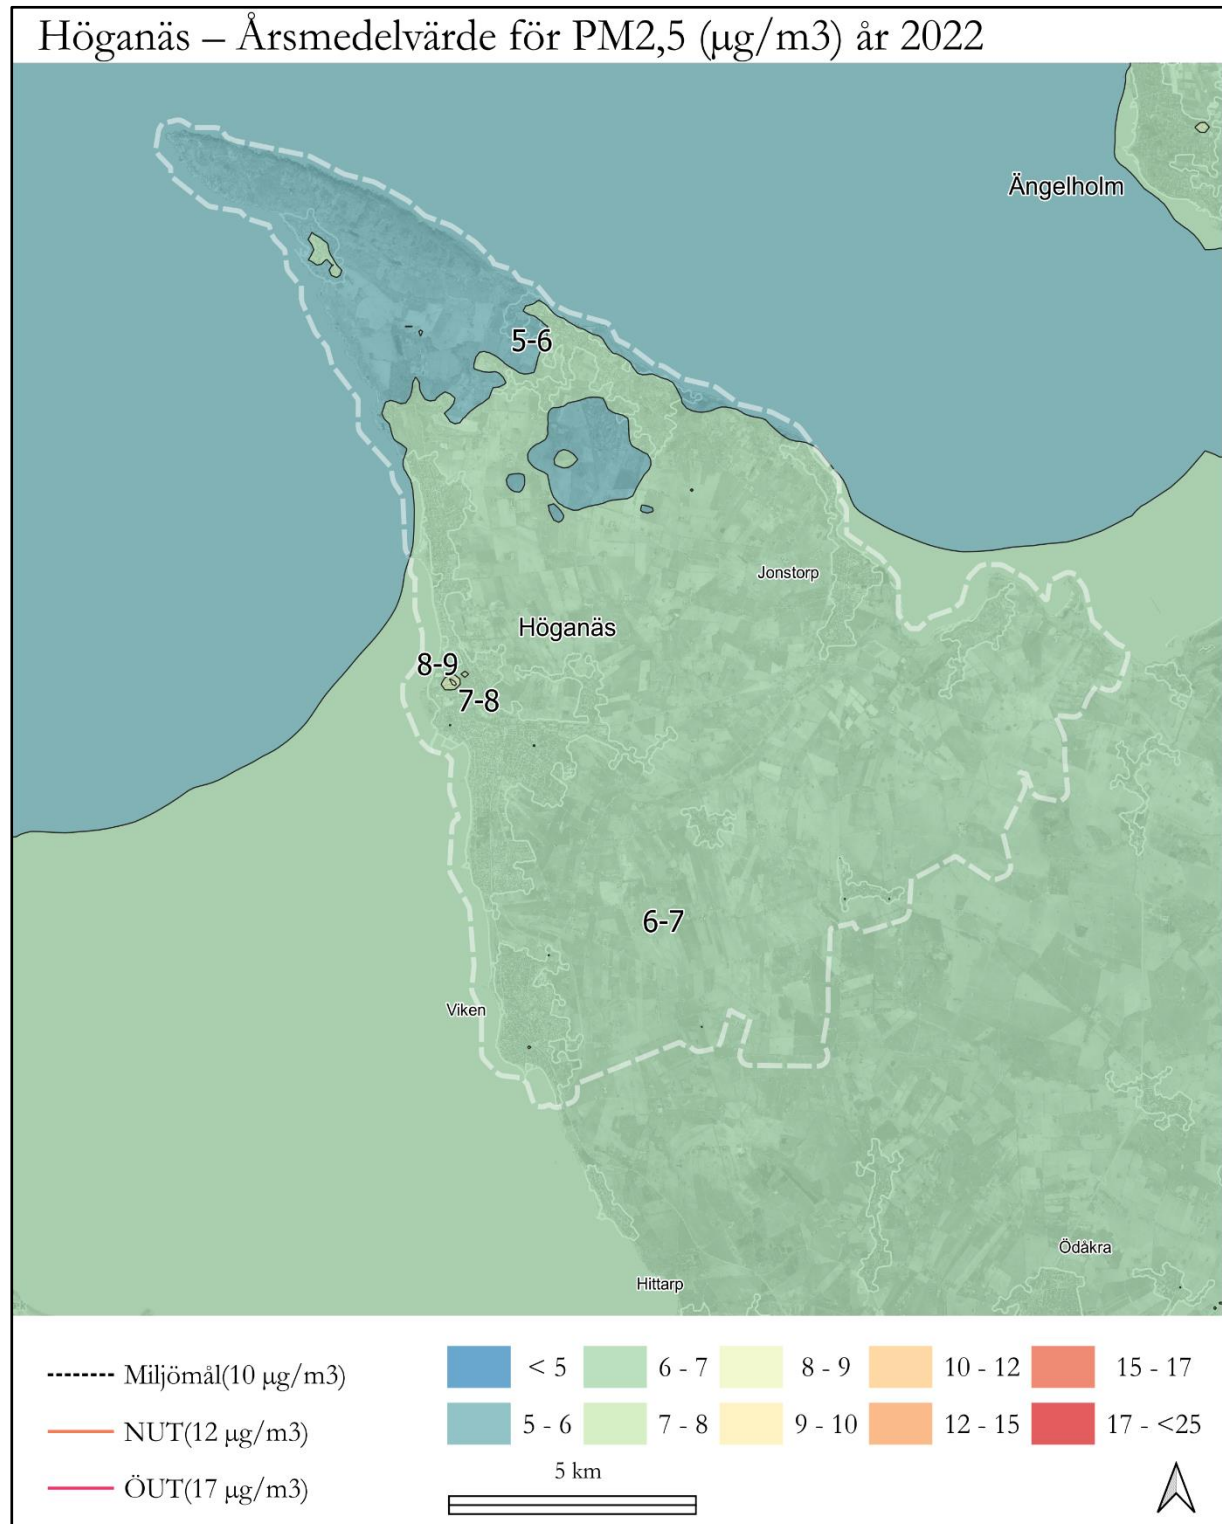 Höganäs – Årsmedelvärde för PM2,5 (µg/m3) år 2022
Ängelholm
5-6
Jonstorp
Höganäs
8-9
7-8
6-7
Viken
Ödåkra
Hittarp
Miljömål(10 µg/m3)
NUT(12 µg/m3)
ÖUT(17 µg/m3)
< 5
6 - 7
8 - 9
10 - 12
15 - 17
5 - 6
7 - 8
9 - 10
12 - 15
17 - <25
5 km